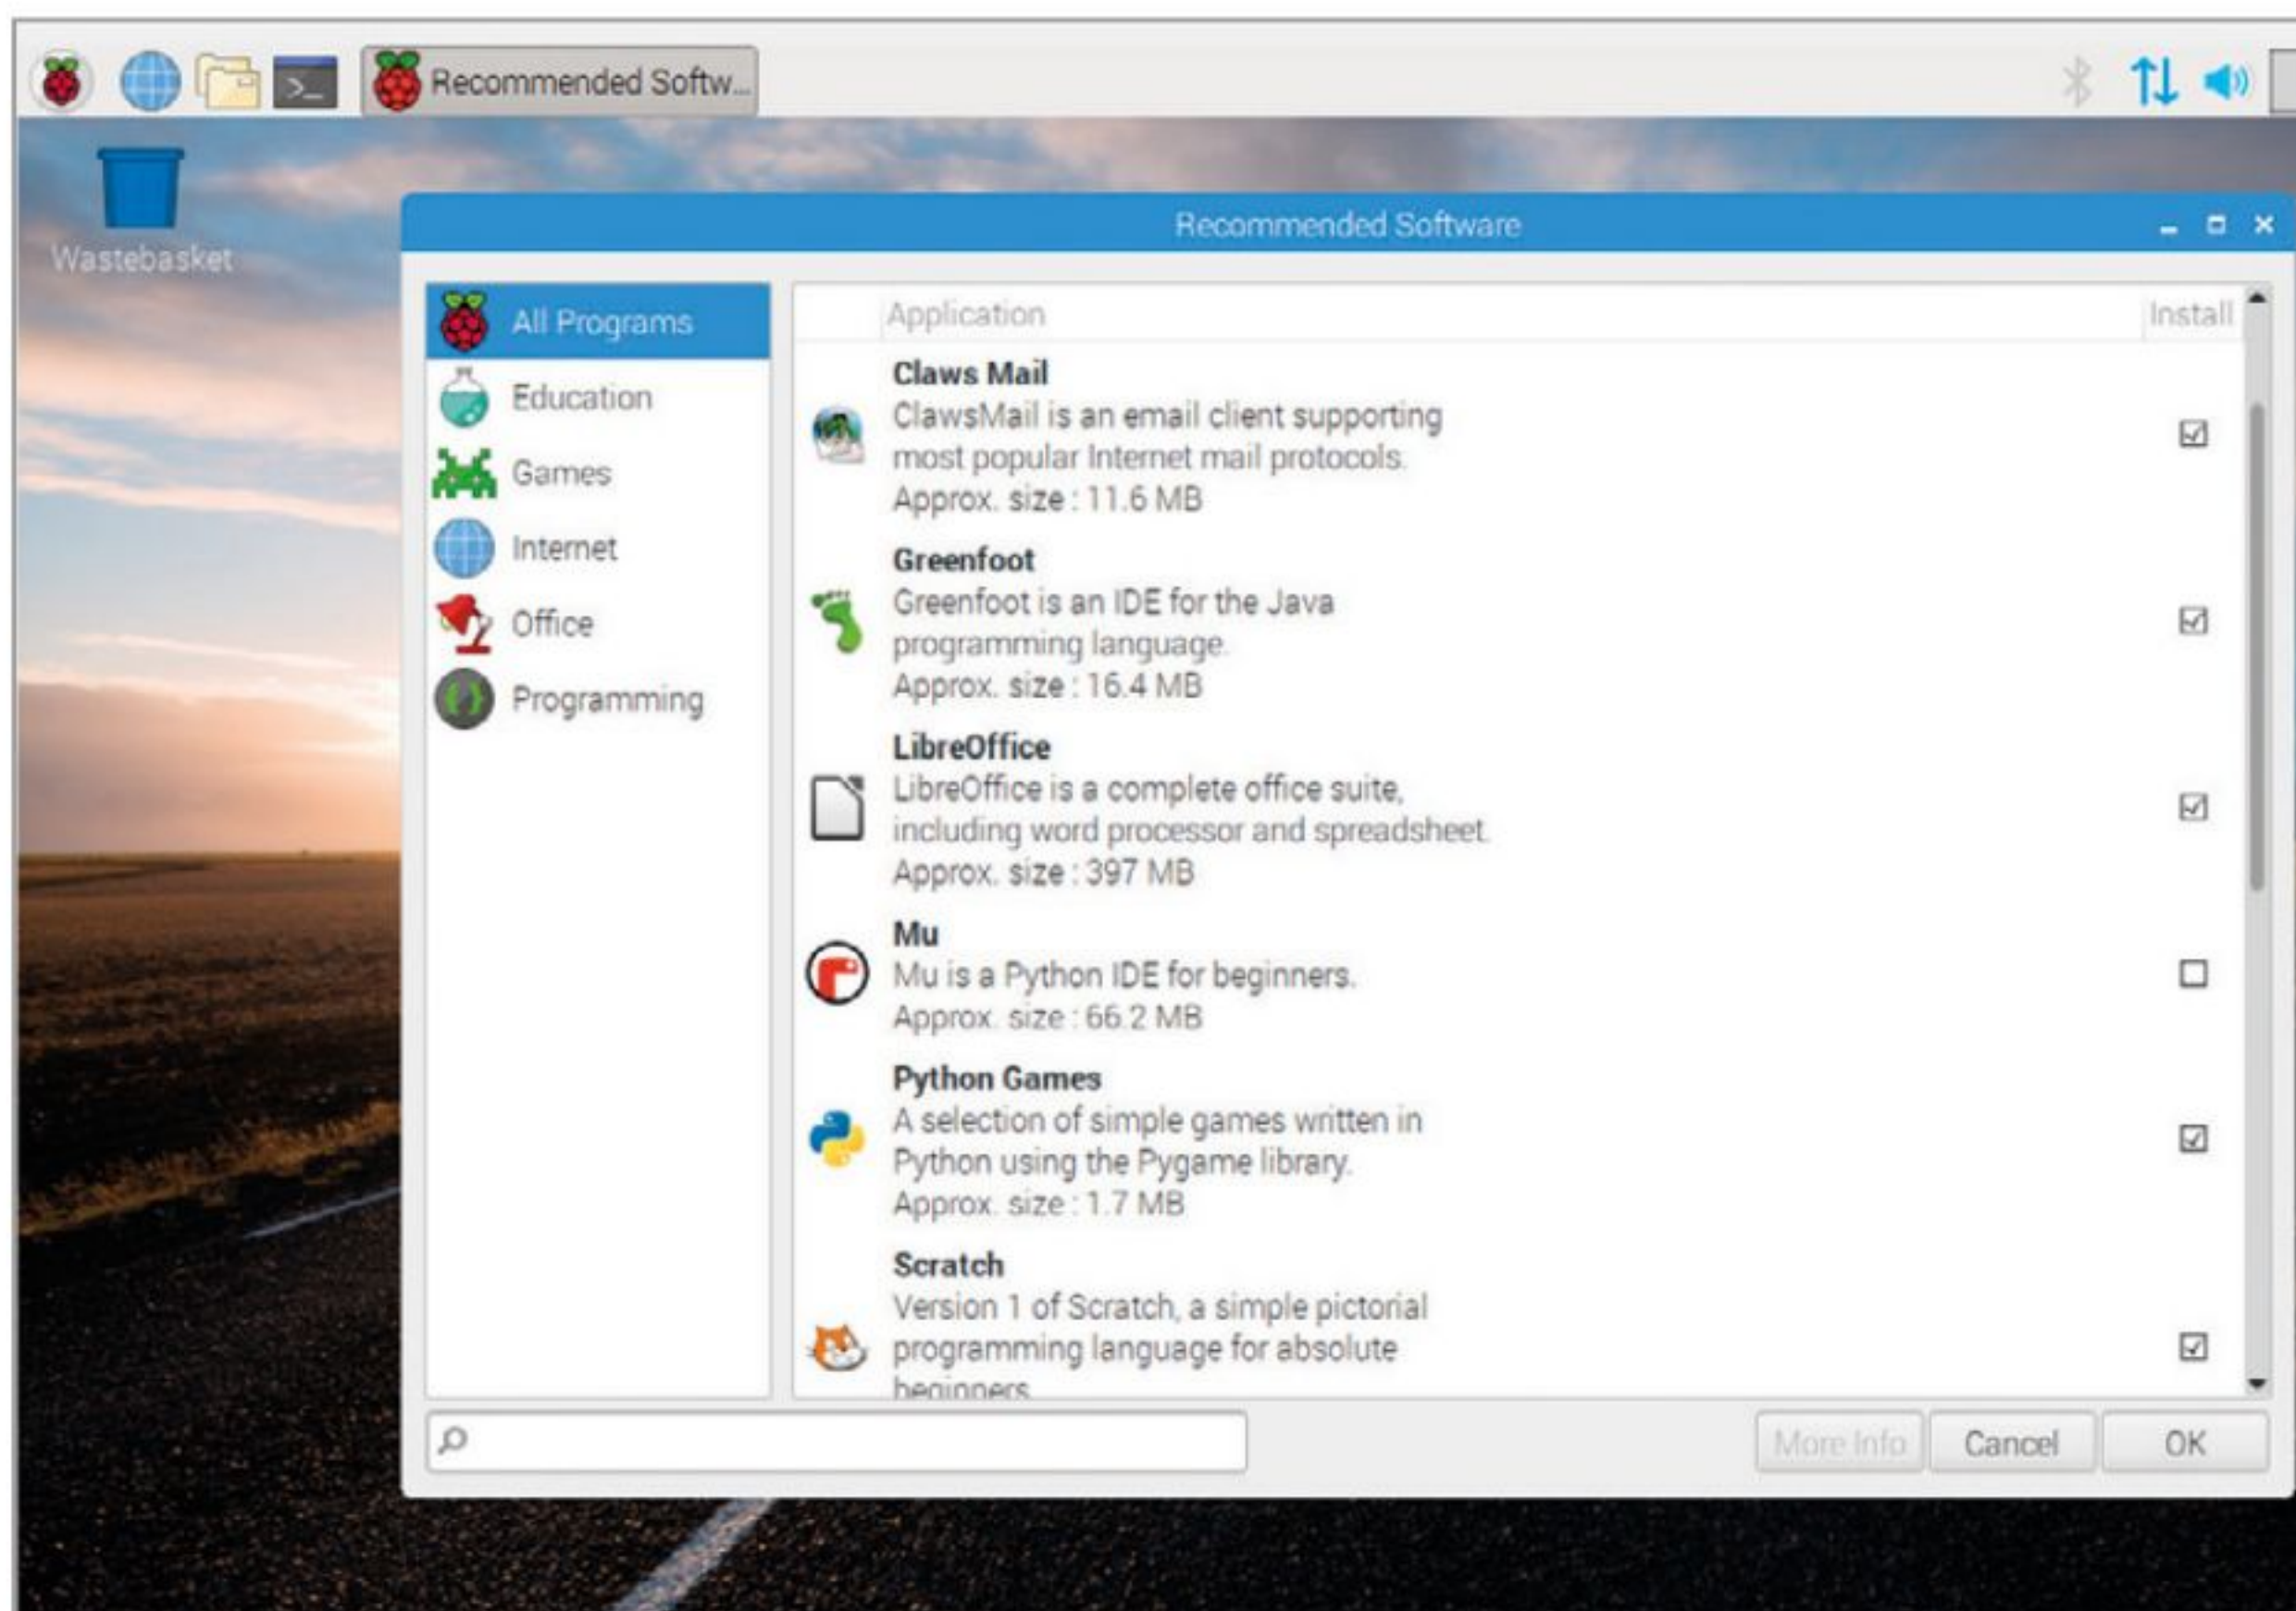 Recommended Softw...
Wastebasket
Recommended Software
All Programs
Education
Games
Internet
Office
Programming
Application
Install
Claws Mail
ClawsMail is an email client supporting
most popular Internet mail protocols.
Approx. size : 11.6 MB
Greenfoot
Greenfoot is an IDE for the Java
programming language.
Approx. size : 16.4 MB
LibreOffice
LibreOffice is a complete office suite,
including word processor and spreadsheet.
Approx. size : 397 MB
Mu
Mu is a Python IDE for beginners.
Approx. size : 66.2 MB
Python Games
A selection of simple games written in
Python using the Pygame library.
Approx. size : 1.7 MB
Scratch
Version 1 of Scratch, a simple pictorial
programming language for absolute
beginners
More Info
Cancel
OK